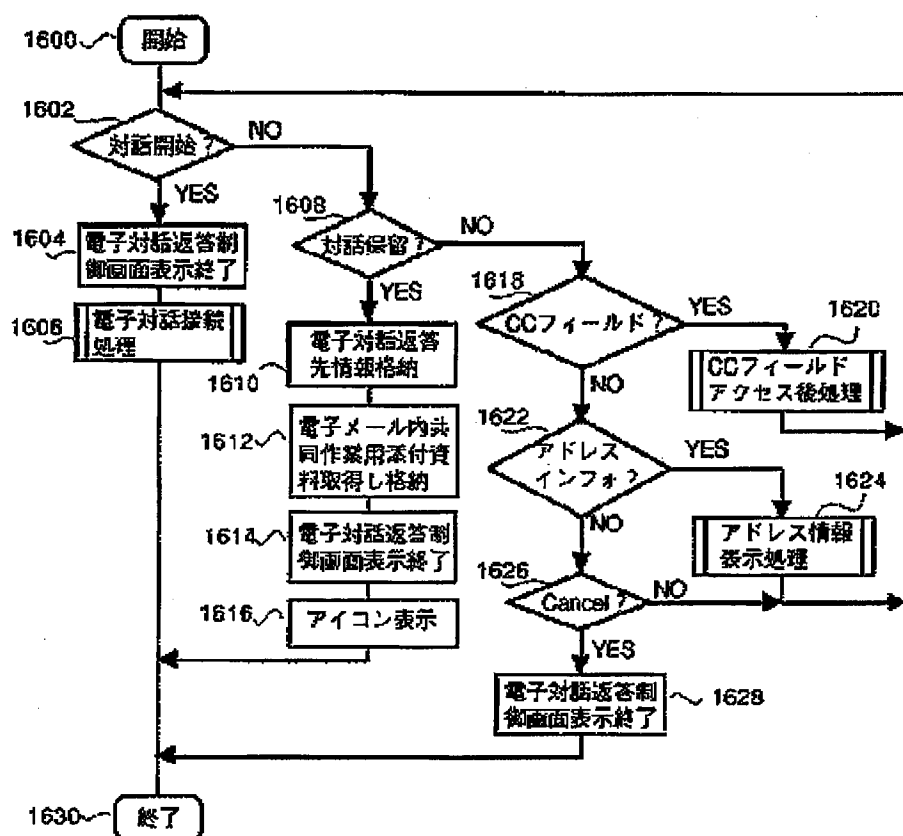 1600
開始
1602
対話開始?
NO
YES
1604
電子対話返答制
御画面表示終了
1606
電子対話接続
処理
1608
対話保留?
NO
YES
1610
電子対話返答
先情報格納
1612
電子メール内共
同作業用添付資
料取得し格納
1614
電子対話返答制
御画面表示終了
1616
アイコン表示
1618
CCフィールド?
YES
NO
1620
CCフィールド
アクセス後処理
1622
アドレス
インフォ?
YES
NO
1624
アドレス情報
表示処理
1626
Cancel?
NO
YES
電子対話返答制
御画面表示終了
1628
1630
終了